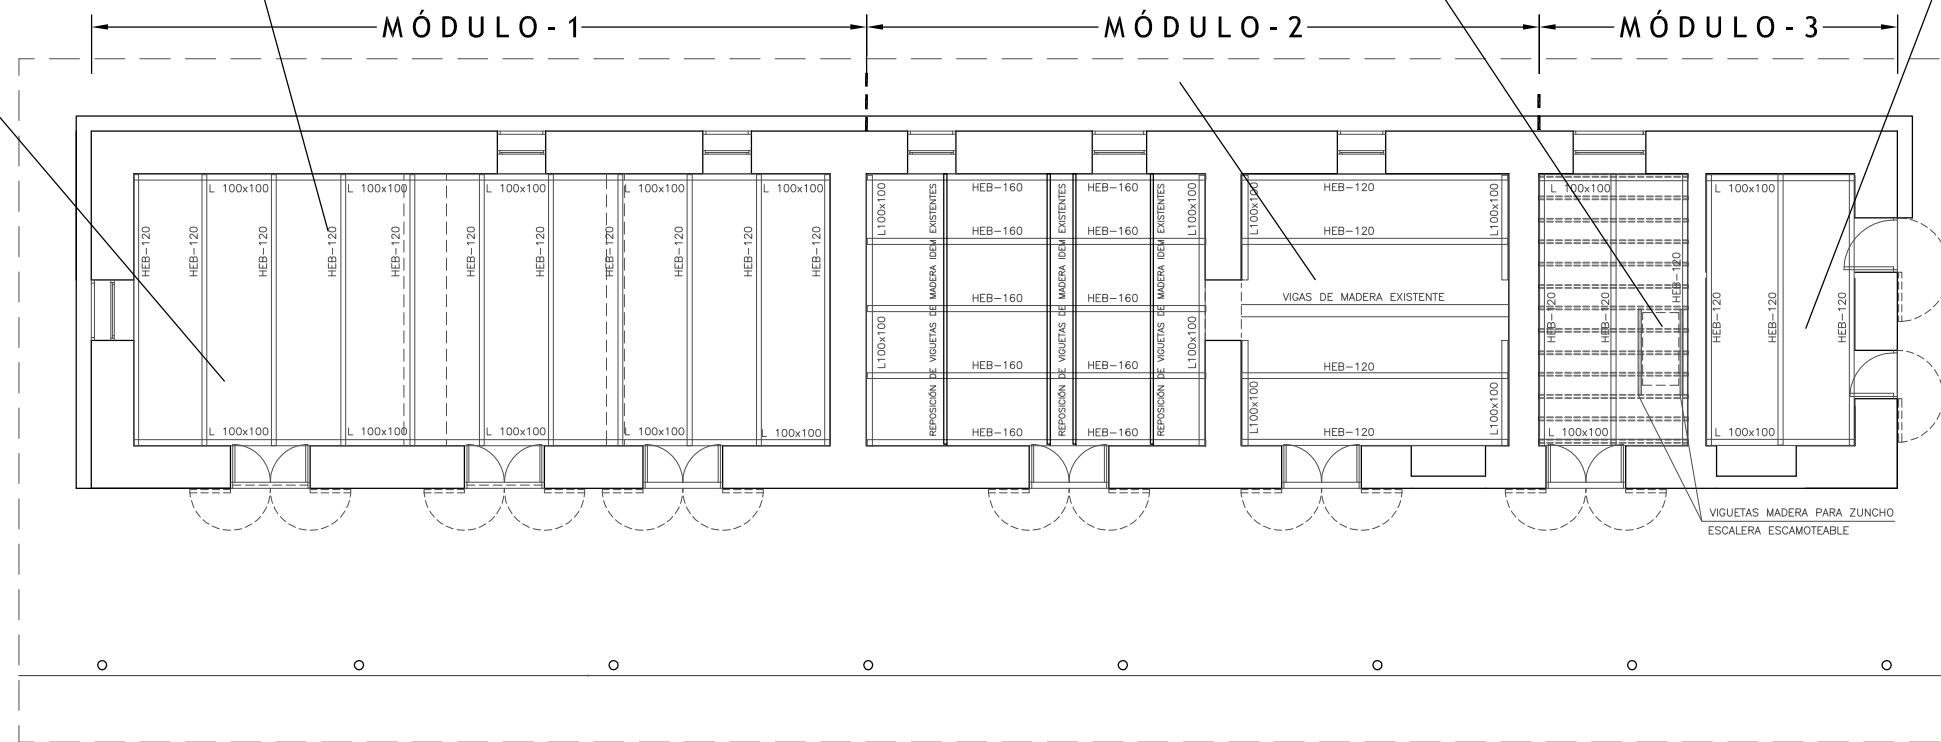 MÓDULO-1
MÓDULO-2
MÓDULO-3
L 100x100
L 100x100
L 100x100
L 100x100
L 100x100
HEB-120
HEB-120
HEB-120
HEB-120
HEB-120
HEB-120
HEB-120
HEB-120
HEB-120
HEB-120
HEB-120
L 100x100
L 100x100
L 100x100
L 100x100
L 100x100
L100x100
REPOSICIÓN DE VIGUETAS DE MADERA IDEM EXISTENTES
HEB-160
REPOSICIÓN DE VIGUETAS DE MADERA IDEM EXISTENTES
HEB-160
REPOSICIÓN DE VIGUETAS DE MADERA IDEM EXISTENTES
L100x100
HEB-160
HEB-160
HEB-160
HEB-160
L100x100
L100x100
HEB-160
HEB-160
HEB-160
HEB-160
L100x100
HEB-120
L100x100
HEB-120
VIGAS DE MADERA EXISTENTE
HEB-120
L100x100
L100x100
HEB-120
L 100x100
HEB-120
HEB-120
HEB-120
L 100x100
L 100x100
HEB-120
HEB-120
HEB-120
L 100x100
VIGUETAS MADERA PARA ZUNCHO
ESCALERA ESCAMOTEABLE